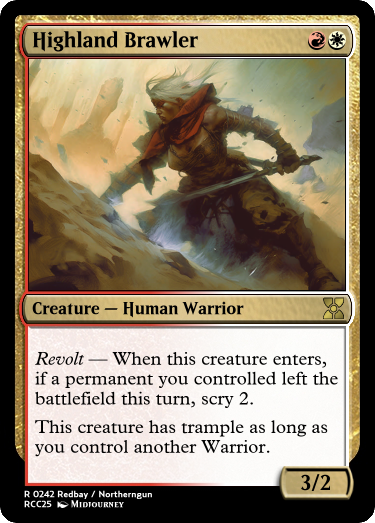 Highland Brawler
Creature — Human Warrior
Revolt — When this creature enters,
if a permanent you controlled left the
battlefield this turn, scry 2.
This creature has trample as long as
you control another Warrior.
3/2
R 0242 Redbay / Northerngun
RCC25 Midjourney